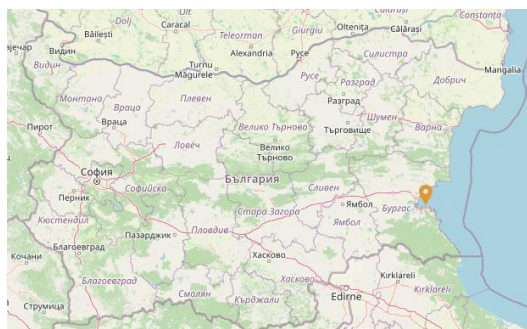 Olt
Dolj
Călărași
Constanța
Băilești
Caracal
Teleorman
Giurgiu
Oltenița
Călărași
Зајечар
Видин
Alexandria
Русе
Силистра
Видин
Turnu
Măgurele
Mangalia
Русе
Разград
Добрич
Монтана
Враца
Плевен
Разград
Пирот
Враца
Велико Търново
Шумен
Търговище
Варна
Ловеч
Велико
Търново
София
България
Перник
Софийска
Сливен
Ямбол
Бургас
Кюстендил
Стара Загора
Ямбол
Пазарджик
Пловдив
Благоевград
Хасково
Кочани
Хасково
Kırklareli
Благоевград
Смолян
Кърджали
Edirne
Kırklareli
Струмица